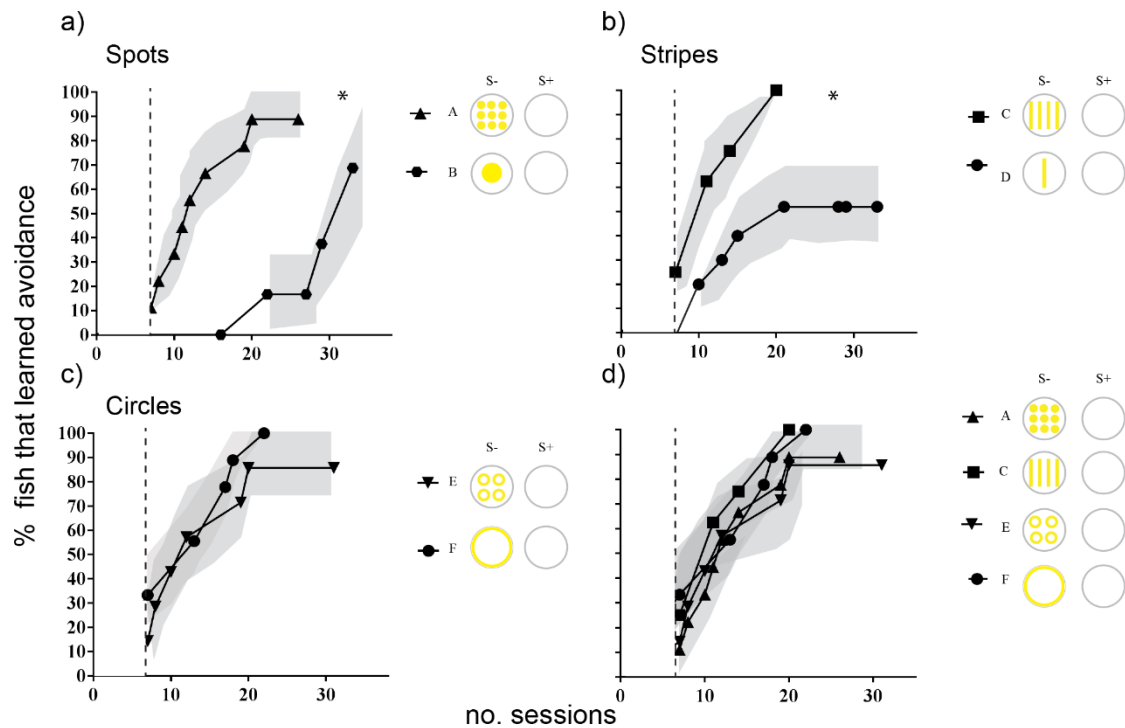 a)
Spots
S- S+
A
B
*
100
90
80
70
60
50
40
30
20
10
0
0 10 20 30
b)
Stripes
S- S+
C
D
*
0 10 20 30
% fish that learned avoidance
c)
Circles
S- S+
E
F
100
90
80
70
60
50
40
30
20
10
0
0 10 20 30
d)
S- S+
A
C
E
F
0 10 20 30
no. sessions